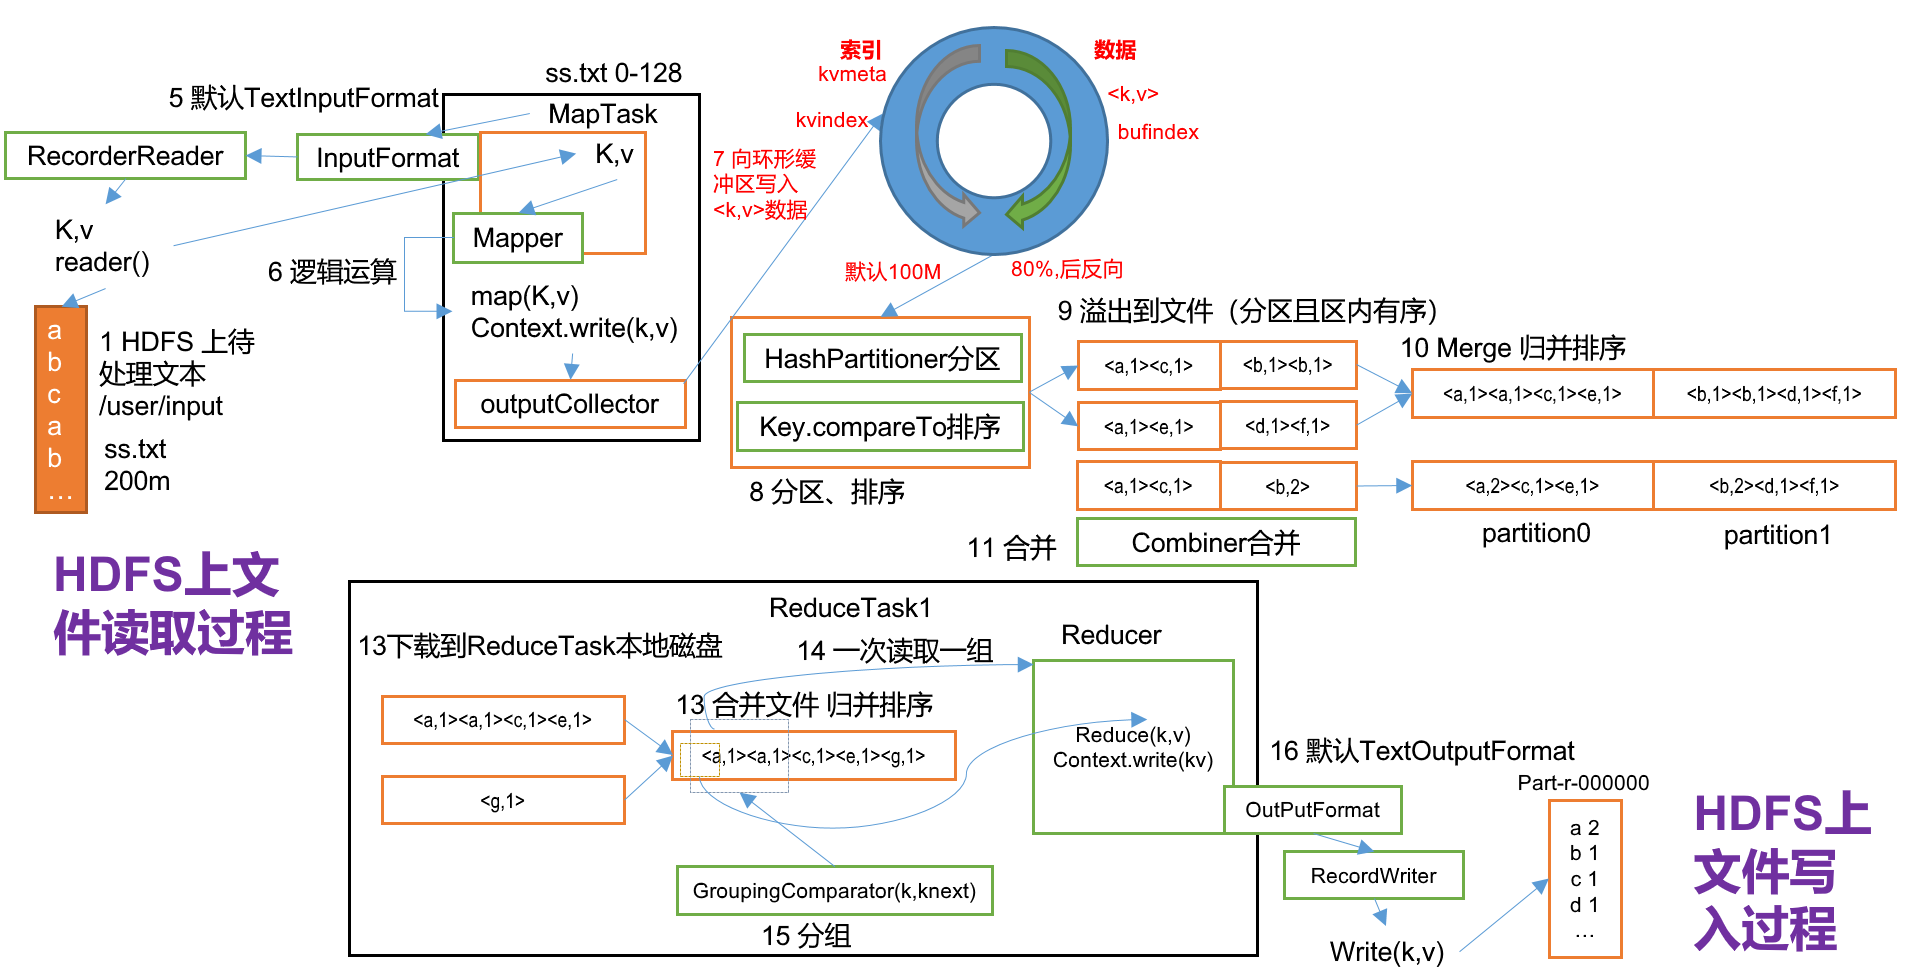 ss.txt 0-128
5 默认TextInputFormat
MapTask
RecorderReader
InputFormat
K,v
K,v
reader()
Mapper
6 逻辑运算
map(K,v)
Context.write(k,v)
outputCollector
a
b
c
a
b
...
1 HDFS 上待
处理文本
/user/input
ss.txt
200m
HDFS上文
件读取过程
7 向环形缓
冲区写入
<k,v>数据
索引
kvmeta
kvindex
数据
<k,v>
bufindex
默认100M
80%,后反向
HashPartitioner分区
Key.compareTo排序
8 分区、排序
9 溢出到文件（分区且区内有序）
<a,1><c,1>
<b,1><b,1>
<a,1><e,1>
<d,1><f,1>
<a,1><c,1>
<b,2>
11 合并
Combiner合并
10 Merge 归并排序
<a,1><a,1><c,1><e,1>
<b,1><b,1><d,1><f,1>
<a,2><c,1><e,1>
<b,2><d,1><f,1>
partition0
partition1
ReduceTask1
13下载到ReduceTask本地磁盘
14 一次读取一组
Reducer
<a,1><a,1><c,1><e,1>
<g,1>
13 合并文件 归并排序
<a,1><a,1><c,1><e,1><g,1>
Reduce(k,v)
Context.write(kv)
GroupingComparator(k,knext)
15 分组
16 默认TextOutputFormat
OutPutFormat
RecordWriter
Write(k,v)
Part-r-000000
a 2
b 1
c 1
d 1
...
HDFS上
文件写
入过程